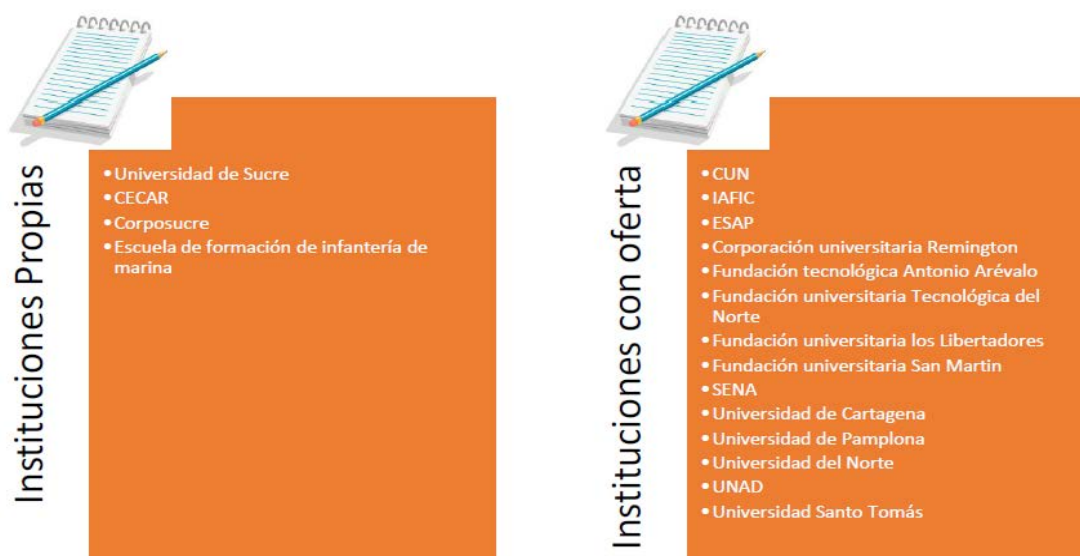 Instituciones Propias
•Universidad de Sucre
•CECAR
•Corposucre
•Escuela de formación de infantería de
marina
Instituciones con oferta
•CUN
•IAFIC
•ESAP
•Corporación universitaria Remington
•Fundación tecnológica Antonio Arévalo
•Fundación universitaria Tecnológica del
Norte
•Fundación universitaria los Libertadores
•Fundación universitaria San Martin
•SENA
•Universidad de Cartagena
•Universidad de Pamplona
•Universidad del Norte
•UNAD
•Universidad Santo Tomás